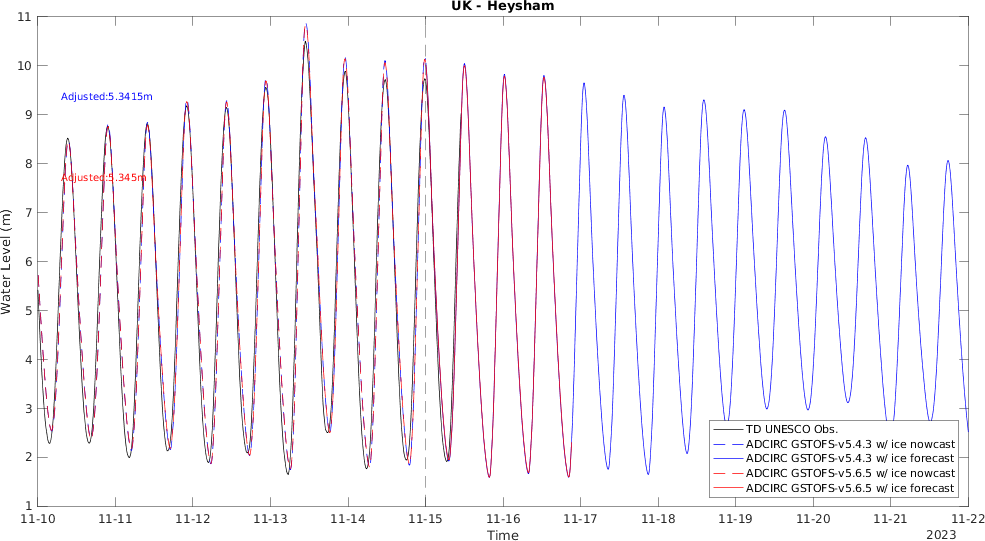 UK - Heysham
11
10
9
8
7
6
5
4
3
2
1
Water Level (m)
Adjusted:5.3415m
Adjusted:5.345m
TD UNESCO Obs.
ADCIRC GSTOFS-v5.4.3 w/ ice nowcast
ADCIRC GSTOFS-v5.4.3 w/ ice forecast
ADCIRC GSTOFS-v5.6.5 w/ ice nowcast
ADCIRC GSTOFS-v5.6.5 w/ ice forecast
11-10 11-11 11-12 11-13 11-14 11-15 11-16 11-17 11-18 11-19 11-20 11-21 11-22
Time
2023